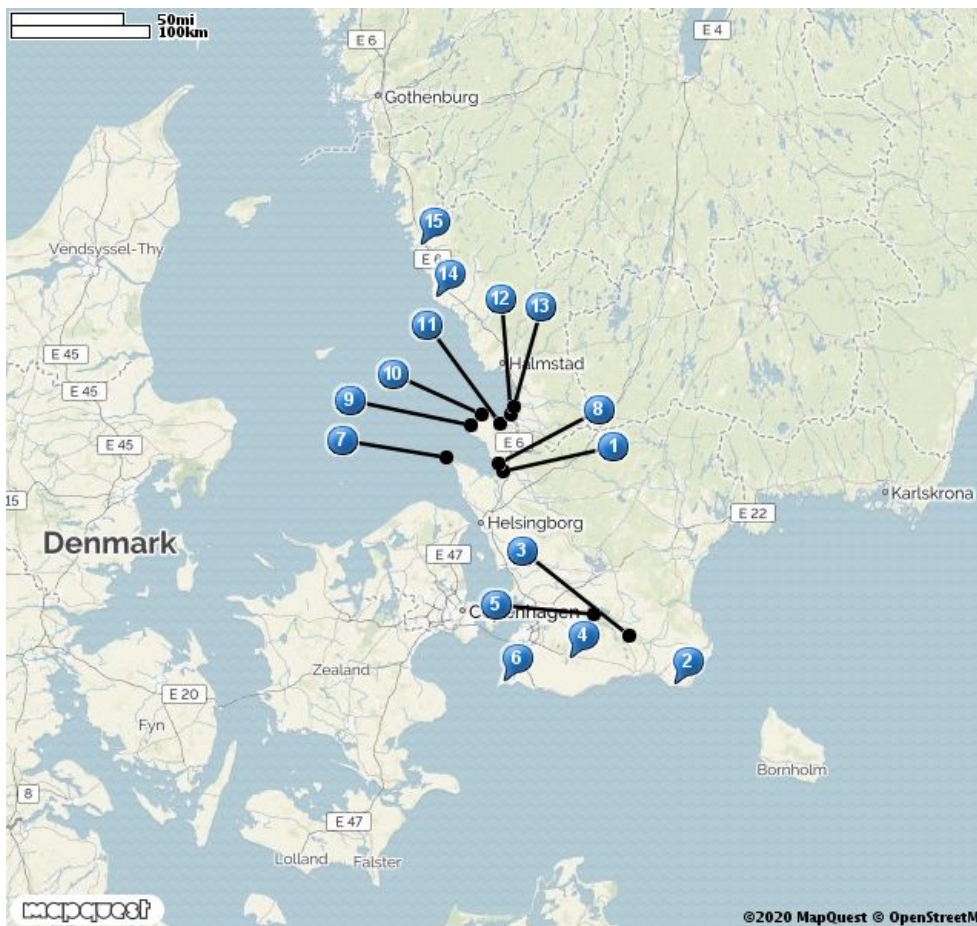 50mi
100km
E 6
E 4
Gothenburg
15
Vendsyssel-Thy
E 6
14
12
13
11
E 45
Halmstad
10
E 45
9
8
E 45
7
E 6
1
15
Karlskrona
E 22
Helsingborg
Denmark
E 47
3
5
4
6
2
Zealand
E 20
Fyn
Bornholm
8
E 47
Lolland
Falster
mapquest
©2020 MapQuest © OpenStreetM